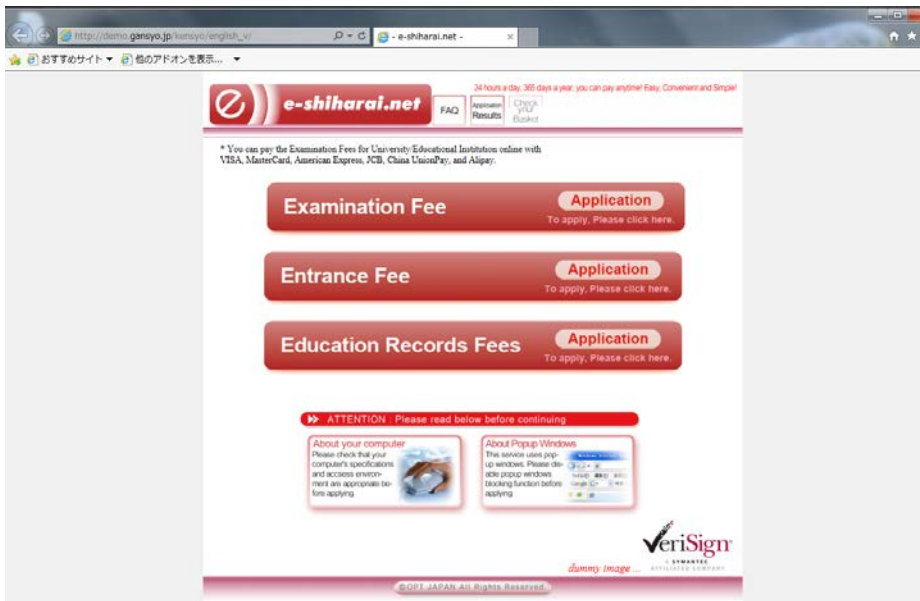 http://demo.gansyo.jp/kensyo/english_v/
- e-shiharai.net -
おすすめサイト ▼ 他のアドオンを表示... ▼
24 hours a day, 365 days a year, you can pay anytime! Easy, Convenient and Simple!
e-shiharai.net
FAQ
Application
Results
Check
your
Basket
* You can pay the Examination Fees for University/Educational Institution online with
VISA, MasterCard, American Express, JCB, China UnionPay, and Alipay.
Examination Fee
Application
To apply, Please click here.
Entrance Fee
Application
To apply, Please click here.
Education Records Fees
Application
To apply, Please click here.
ATTENTION : Please read below before continuing
About your computer
Please check that your
computer's specifications
and accsess environ-
ment are appropriate be-
fore applying.
About Popup Windows
This service uses pop-
up windows. Please de-
able popup windows
blocking function before
applying
Google
VeriSign
A SYMANTEC
AFFILIATED COMPANY
dummy image ...
©OPT JAPAN All Rights Reserved.